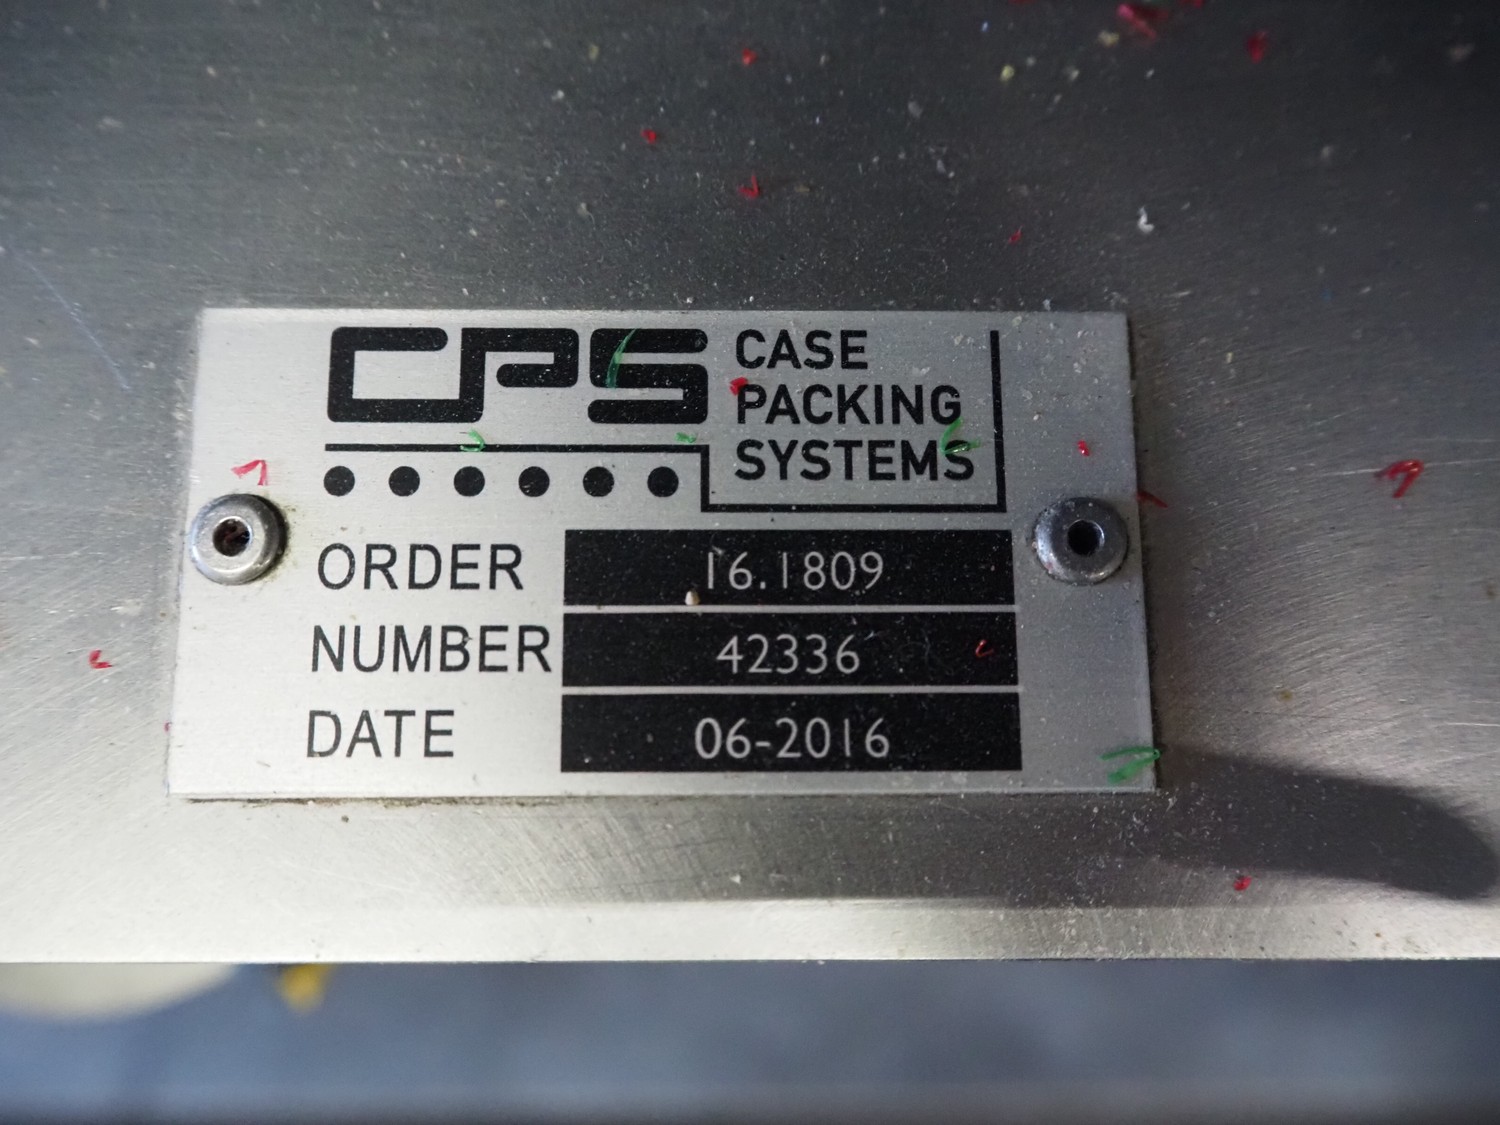 CPS CASE
PACKING
SYSTEMS
ORDER 16.1809
NUMBER 42336
DATE 06-2016